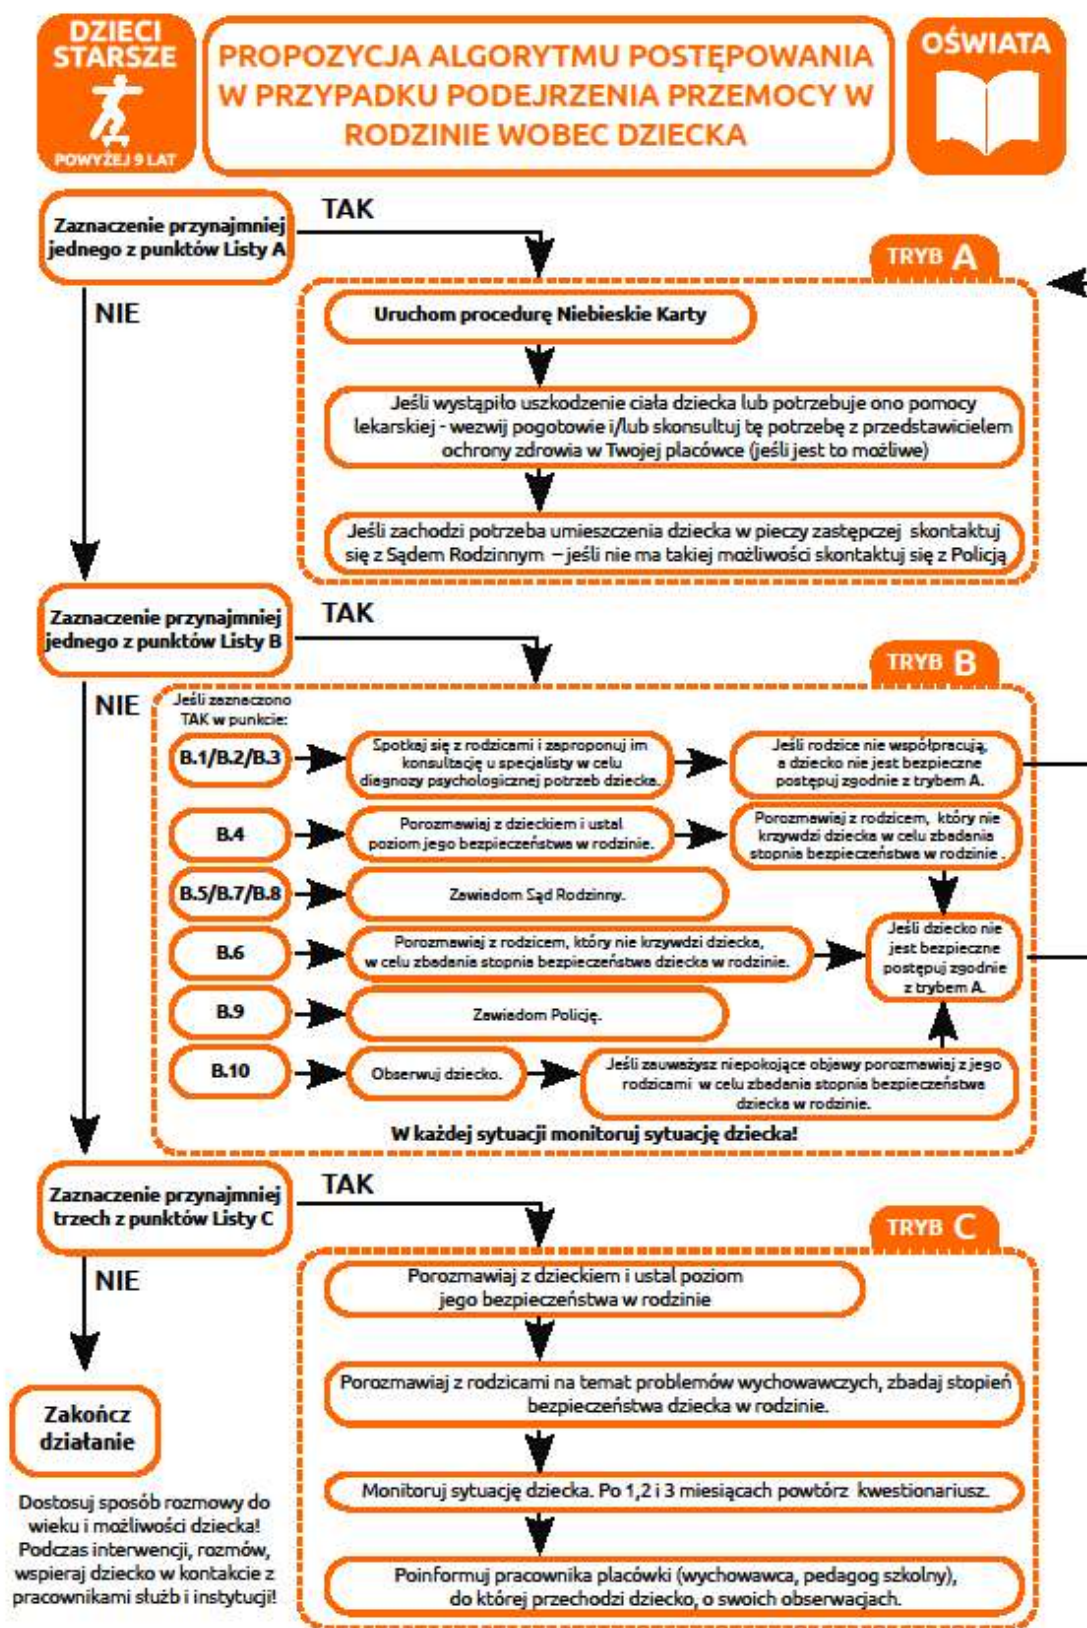 DZIECI
STARSZE
POWYŻEJ 9 LAT
PROPOZYCJA ALGORYTMU POSTĘPOWANIA
W PRZYPADKU PODEJRZENIA PRZEMOCY W
RODZINIE WOBEC DZIECKA
OŚWIATA
Zaznaczenie przynajmniej
jednego z punktów Listy A
TAK
NIE
TRYB A
Uruchom procedurę Niebieskie Karty
Jeśli wystąpiło uszkodzenie ciała dziecka lub potrzebuje ono pomocy
lekarskiej - wezwij pogotowie i/lub skonsultuj tę potrzebę z przedstawicielem
ochrony zdrowia w Twojej placówce (jeśli jest to możliwe)
Jeśli zachodzi potrzeba umieszczenia dziecka w pieczy zastępczej skontaktuj
się z Sądem Rodzinnym – jeśli nie ma takiej możliwości skontaktuj się z Policją
Zaznaczenie przynajmniej
jednego z punktów Listy B
TAK
NIE
TRYB B
Jeśli zaznaczono
TAK w punkcie:
B.1/B.2/B.3
Spotkaj się z rodzicami i zaproponuj im
konsultację u specjalisty w celu
diagnozy psychologicznej potrzeb dziecka.
Jeśli rodzice nie współpracują,
a dziecko nie jest bezpieczne
postępuj zgodnie z trybem A.
B.4
Porozmawiaj z dzieckiem i ustal
poziom jego bezpieczeństwa w rodzinie.
Porozmawiaj z rodzicem, który nie
krzywdzi dziecka w celu zbadania
stopnia bezpieczeństwa w rodzinie .
B.5/B.7/B.8
Zawiadom Sąd Rodzinny.
B.6
Porozmawiaj z rodzicem, który nie krzywdzi dziecka,
w celu zbadania stopnia bezpieczeństwa dziecka w rodzinie.
Jeśli dziecko nie
jest bezpieczne
postępuj zgodnie
z trybem A.
B.9
Zawiadom Policję.
B.10
Obserwuj dziecko.
Jeśli zauważysz niepokojące objawy porozmawiaj z jego
rodzicami w celu zbadania stopnia bezpieczeństwa
dziecka w rodzinie.
W każdej sytuacji monitoruj sytuację dziecka!
Zaznaczenie przynajmniej
trzech z punktów Listy C
TAK
NIE
TRYB C
Porozmawiaj z dzieckiem i ustal poziom
jego bezpieczeństwa w rodzinie
Porozmawiaj z rodzicami na temat problemów wychowawczych, zbadaj stopień
bezpieczeństwa dziecka w rodzinie.
Monitoruj sytuację dziecka. Po 1,2 i 3 miesiącach powtórz kwestionariusz.
Poinformuj pracownika placówki (wychowawca, pedagog szkolny),
do której przechodzi dziecko, o swoich obserwacjach.
Zakończ
działanie
Dostosuj sposób rozmowy do
wieku i możliwości dziecka!
Podczas interwencji, rozmów,
wspieraj dziecko w kontakcie z
pracownikami służb i instytucji!